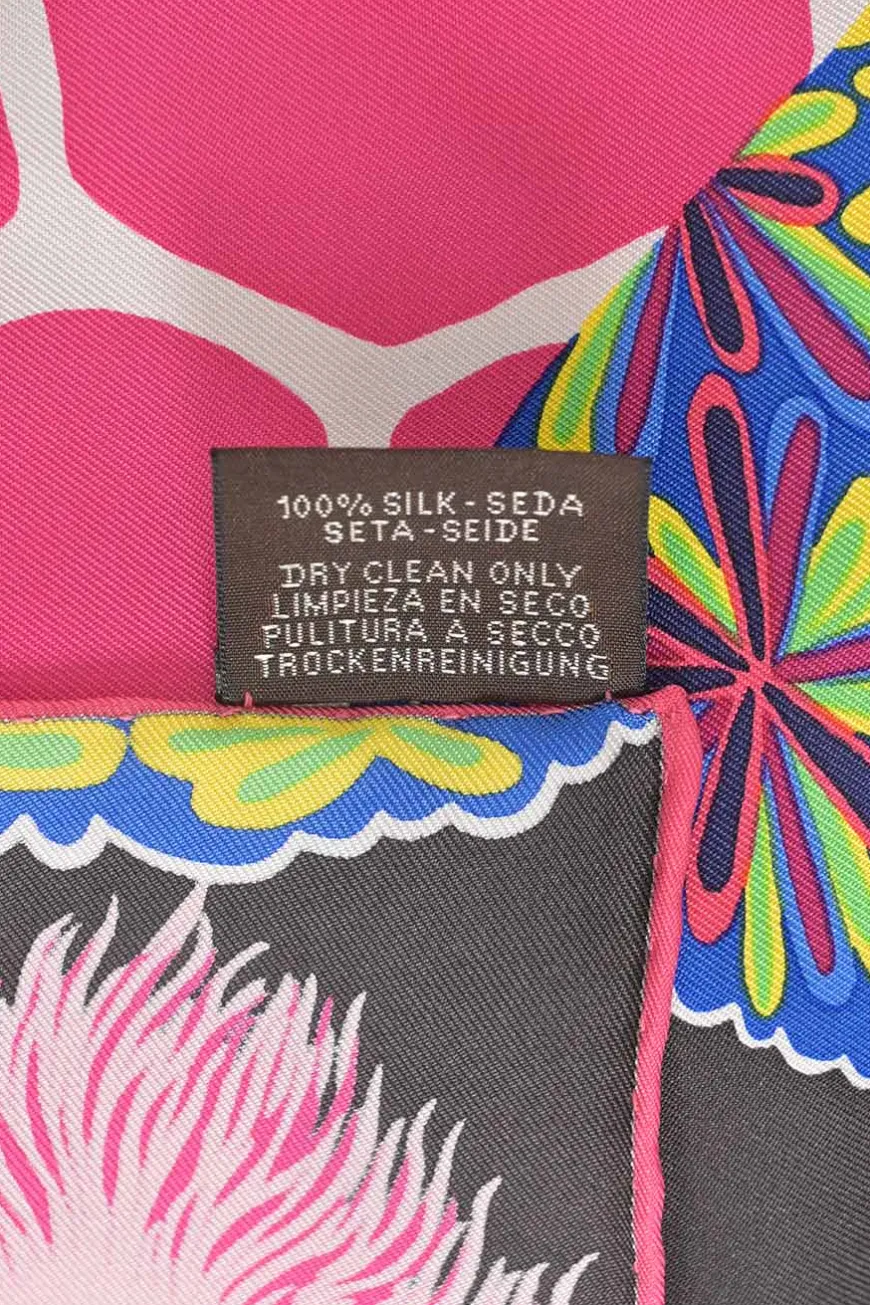 100% SILK - SEDA
SETA - SEIDE
DRY CLEAN ONLY
LIMPIEZA EN SECO
PULITURA A SECCO
TROCKENREINIGUNG